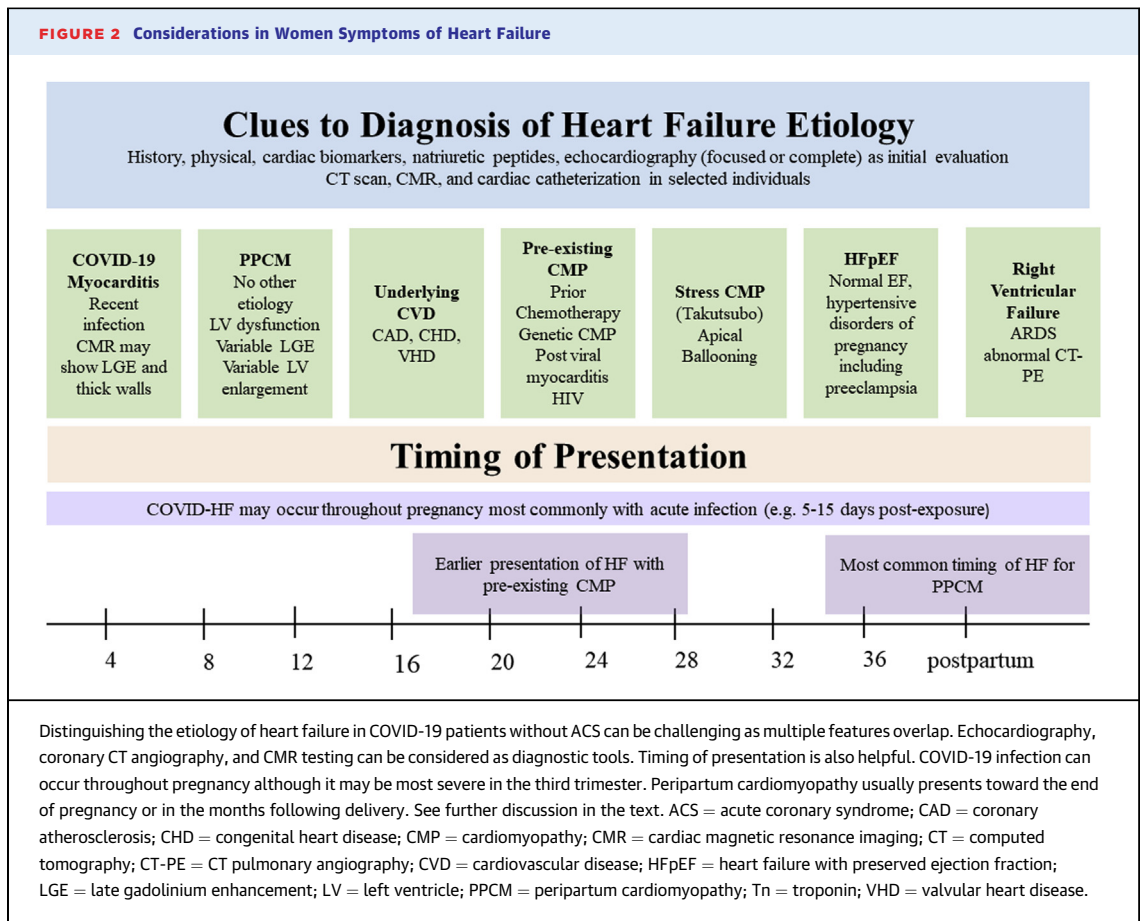 FIGURE 2 Considerations in Women Symptoms of Heart Failure
Clues to Diagnosis of Heart Failure Etiology
History, physical, cardiac biomarkers, natriuretic peptides, echocardiography (focused or complete) as initial evaluation
CT scan, CMR, and cardiac catheterization in selected individuals
COVID-19
Myocarditis
Recent
infection
CMR may
show LGE and
thick walls
PPCM
No other
etiology
LV dysfunction
Variable LGE
Variable LV
enlargement
Underlying
CVD
CAD, CHD,
VHD
Pre-existing
CMP
Prior
Chemotherapy
Genetic CMP
Post viral
myocarditis
HIV
Stress CMP
(Takutsubo)
Apical
Ballooning
HFpEF
Normal EF,
hypertensive
disorders of
pregnancy
including
preeclampsia
Right
Ventricular
Failure
ARDS
abnormal CT-
PE
Timing of Presentation
COVID-HF may occur throughout pregnancy most commonly with acute infection (e.g. 5-15 days post-exposure)
Earlier presentation of HF with
pre-existing CMP
Most common timing of HF for
PPCM
4 8 12 16 20 24 28 32 36 postpartum
Distinguishing the etiology of heart failure in COVID-19 patients without ACS can be challenging as multiple features overlap. Echocardiography,
coronary CT angiography, and CMR testing can be considered as diagnostic tools. Timing of presentation is also helpful. COVID-19 infection can
occur throughout pregnancy although it may be most severe in the third trimester. Peripartum cardiomyopathy usually presents toward the end
of pregnancy or in the months following delivery. See further discussion in the text. ACS = acute coronary syndrome; CAD = coronary
atherosclerosis; CHD = congenital heart disease; CMP = cardiomyopathy; CMR = cardiac magnetic resonance imaging; CT = computed
tomography; CT-PE = CT pulmonary angiography; CVD = cardiovascular disease; HFpEF = heart failure with preserved ejection fraction;
LGE = late gadolinium enhancement; LV = left ventricle; PPCM = peripartum cardiomyopathy; Tn = troponin; VHD = valvular heart disease.